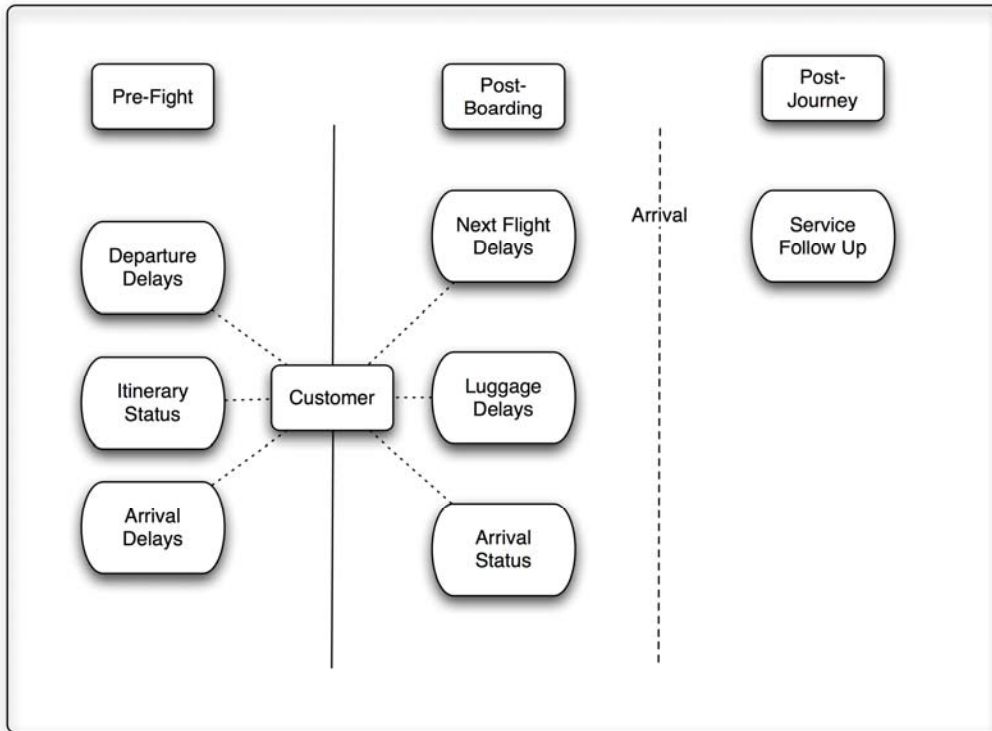 Pre-Fight
Post-
Boarding
Post-
Journey
Departure
Delays
Next Flight
Delays
Arrival
Service
Follow Up
Itinerary
Status
Customer
Luggage
Delays
Arrival
Delays
Arrival
Status